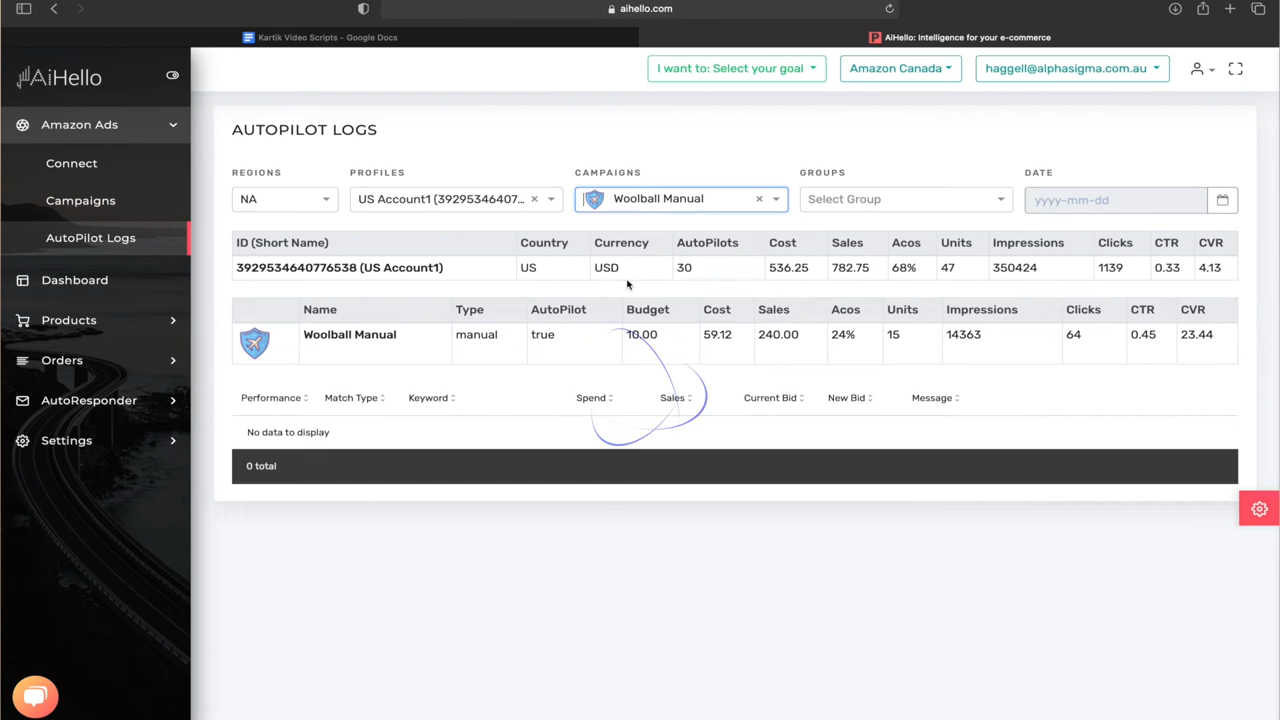 aihello.com
Kartik Video Scripts - Google Docs
AiHello: Intelligence for your e-commerce
AiHello
I want to: Select your goal
Amazon Canada
haggell@alphasigma.com.au
Amazon Ads
Connect
Campaigns
AutoPilot Logs
Dashboard
Products
Orders
AutoResponder
Settings
AUTOPILOT LOGS
REGIONS PROFILES CAMPAIGNS GROUPS DATE
NA US Account1 (39295346407... × Woolball Manual × Select Group yyyy-mm-dd
ID (Short Name) Country Currency AutoPilots Cost Sales Acos Units Impressions Clicks CTR CVR
3929534640776538 (US Account1) US USD 30 536.25 782.75 68% 47 350424 1139 0.33 4.13
Name Type AutoPilot Budget Cost Sales Acos Units Impressions Clicks CTR CVR
Woolball Manual manual true 10.00 59.12 240.00 24% 15 14363 64 0.45 23.44
Performance Match Type Keyword Spend Sales Current Bid New Bid Message
No data to display
0 total